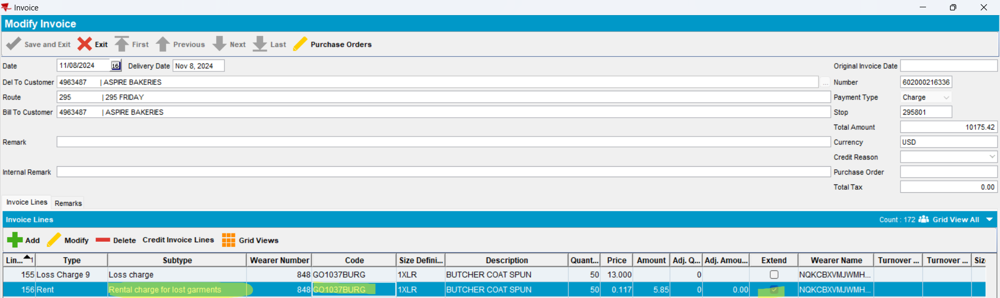 Invoice
Modify Invoice
Save and Exit Exit First Previous Next Last Purchase Orders
Date 11/08/2024 16 Delivery Date Nov 8, 2024 Original Invoice Date
Del To Customer 4963487 | ASPIRE BAKERIES ... Number 602000216336
Route 295 | 295 FRIDAY Payment Type Charge
Bill To Customer 4963487 | ASPIRE BAKERIES Stop 295801
Total Amount 10175.42
Remark Currency USD
Credit Reason
Internal Remark Purchase Order
Total Tax 0.00
Invoice Lines Remarks
Invoice Lines Count : 172 Grid View All
Add Modify Delete Credit Invoice Lines Grid Views
Lin... 1 Type Subtype Wearer Number Code Size Defini... Description Quant... Price Amount Adj. Q... Adj. Amou... Extend Wearer Name Turnover ... Turnover ... Siz
155 Loss Charge 9 Loss charge 848 GO1037BURG 1XLR BUTCHER COAT SPUN 50 13.000 0 NQKCBXVMJWMH...
156 Rent Rental charge for lost garments 848 GO1037BURG 1XLR BUTCHER COAT SPUN 50 0.117 5.85 0 0.00 NQKCBXVMJWMH...